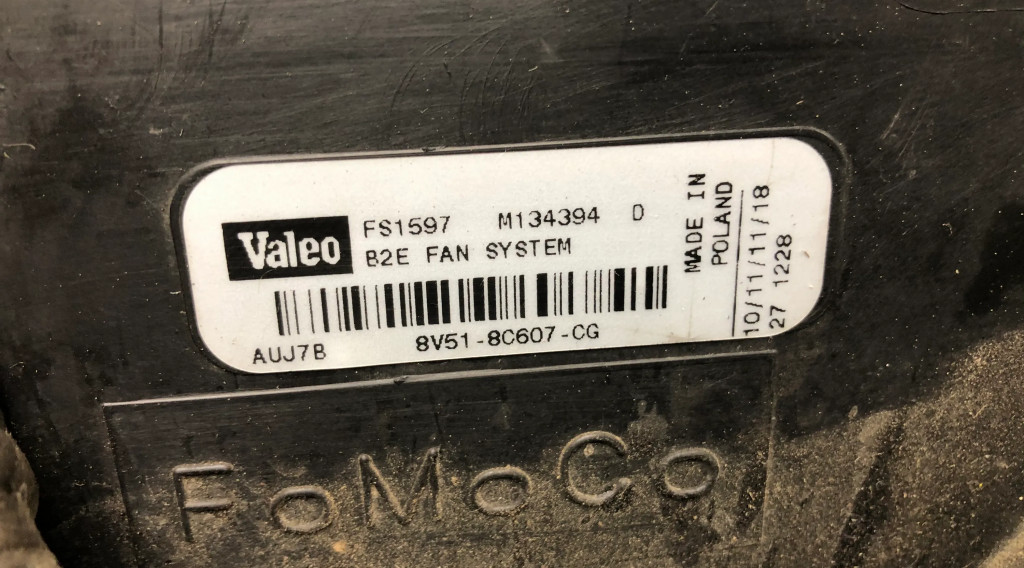 Valeo
FS1597 M134394 D
B2E FAN SYSTEM
8V51-8C607-CG
AUJ7B
MADE IN
POLAND
10/11/11/18
27 1228
FoMoCo